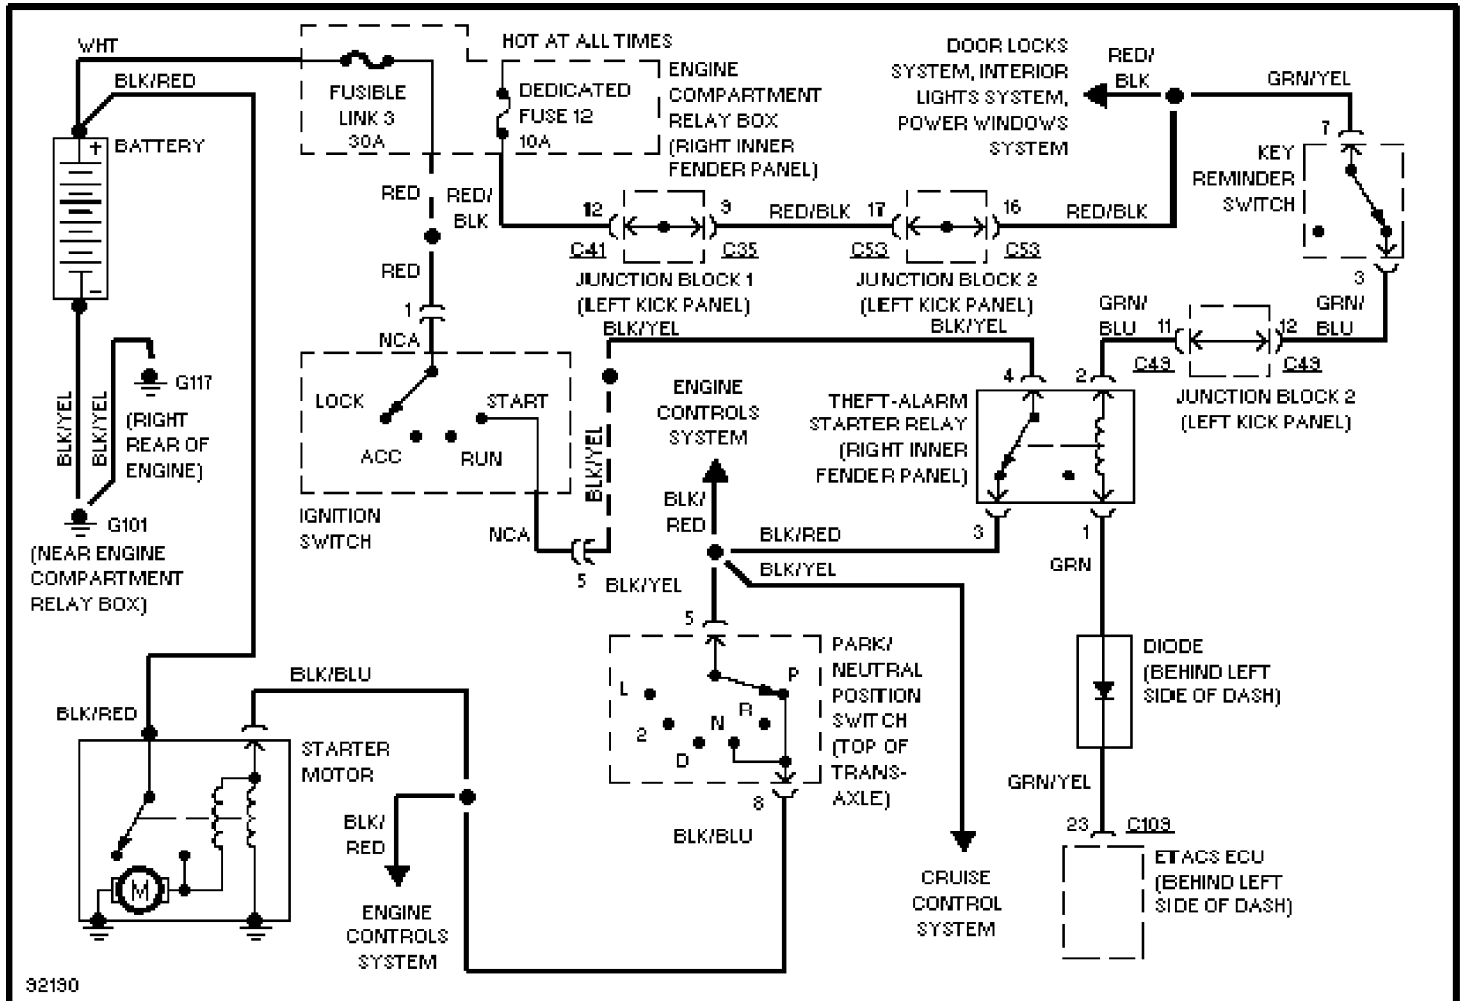 WHT
HOT AT ALL TIMES
BLK/RED
FUSIBLE
LINK 3
30A
DEDICATED
FUSE 12
10A
ENGINE
COMPARTMENT
RELAY BOX
(RIGHT INNER
FENDER PANEL)
DOOR LOCKS
SYSTEM, INTERIOR
LIGHTS SYSTEM,
POWER WINDOWS
SYSTEM
RED/
BLK
GRN/YEL
7
KEY
REMINDER
SWITCH
3
+
BATTERY
-
RED
RED/
BLK
12
9
RED/BLK
17
16
RED/BLK
C41
C35
C53
C53
JUNCTION BLOCK 1
(LEFT KICK PANEL)
JUNCTION BLOCK 2
(LEFT KICK PANEL)
RED
1
NCA
BLK/YEL
BLK/YEL
GRN/
BLU
11
12
GRN/
BLU
C49
C49
JUNCTION BLOCK 2
(LEFT KICK PANEL)
BLK/YEL
BLK/YEL
G117
(RIGHT
REAR OF
ENGINE)
G101
(NEAR ENGINE
COMPARTMENT
RELAY BOX)
LOCK
START
ACC
RUN
IGNITION
SWITCH
NCA
BLK/YEL
5
ENGINE
CONTROLS
SYSTEM
4
2
THEFT-ALARM
STARTER RELAY
(RIGHT INNER
FENDER PANEL)
BLK/
RED
3
1
BLK/RED
BLK/YEL
BLK/YEL
GRN
5
PARK/
NEUTRAL
POSITION
SWITCH
(TOP OF
TRANS-
AXLE)
L
P
2
N
R
D
8
DIODE
(BEHIND LEFT
SIDE OF DASH)
GRN/YEL
23
C109
ETACS ECU
(BEHIND LEFT
SIDE OF DASH)
BLK/BLU
BLK/RED
STARTER
MOTOR
M
BLK/
RED
ENGINE
CONTROLS
SYSTEM
BLK/BLU
CRUISE
CONTROL
SYSTEM
92190